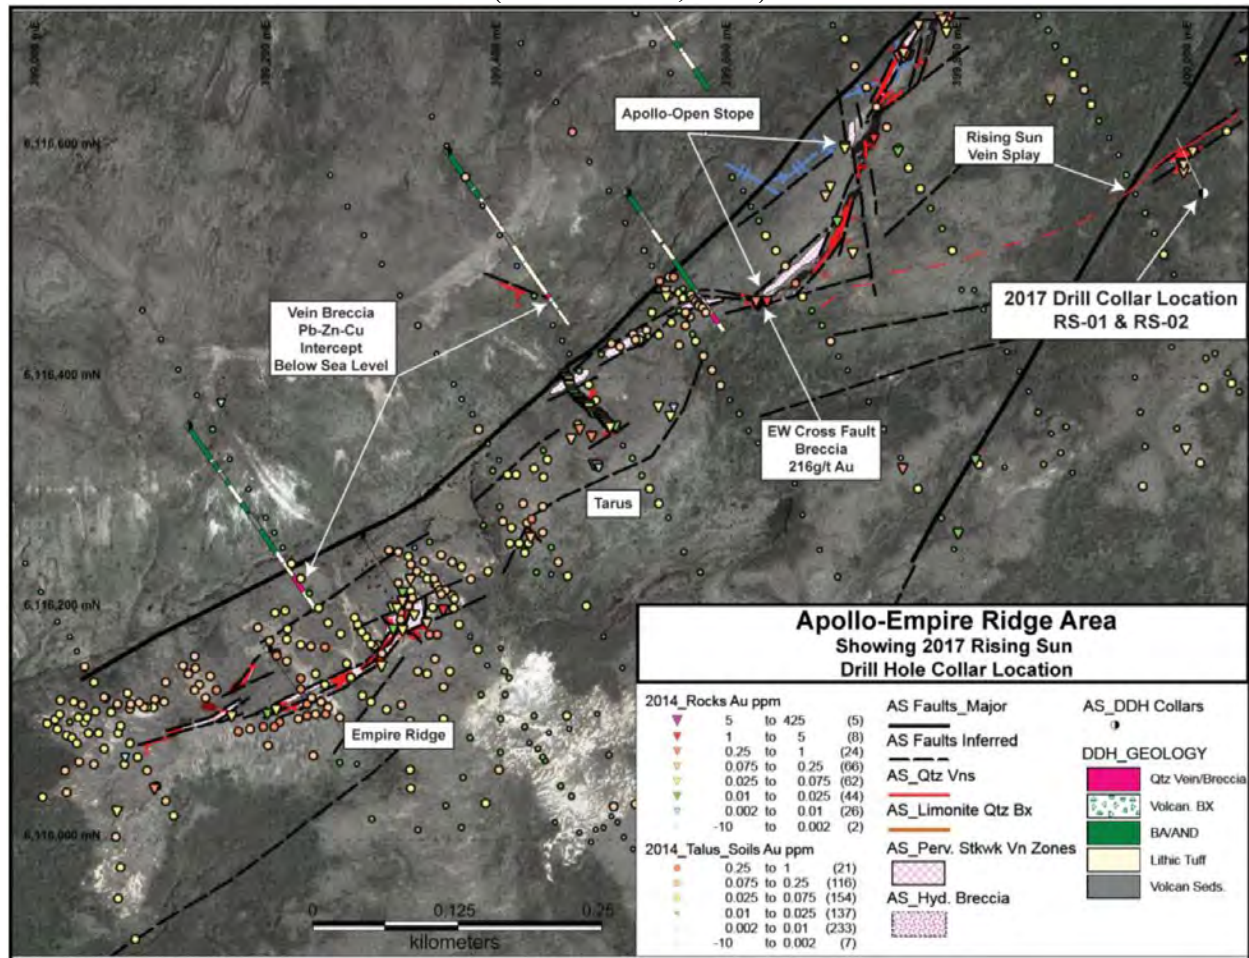 399,000 mE
399,200 mE
399,400 mE
6,116,600 mN
6,116,400 mN
6,116,200 mN
Apollo-Open Stope
Rising Sun
Vein Splay
2017 Drill Collar Location
RS-01 & RS-02
Vein Breccia
Pb-Zn-Cu
Intercept
Below Sea Level
EW Cross Fault
Breccia
216g/t Au
Tarus
Empire Ridge
0 0.125 0.25
kilometers
Apollo-Empire Ridge Area
Showing 2017 Rising Sun
Drill Hole Collar Location
2014_Rocks Au ppm
5 to 425 (5)
1 to 5 (8)
0.25 to 1 (24)
0.075 to 0.25 (66)
0.025 to 0.075 (62)
0.01 to 0.025 (44)
0.002 to 0.01 (26)
-10 to 0.002 (2)
2014_Talus_Soils Au ppm
0.25 to 1 (21)
0.075 to 0.25 (116)
0.025 to 0.075 (154)
0.01 to 0.025 (137)
0.002 to 0.01 (233)
-10 to 0.002 (7)
AS Faults_Major
AS Faults Inferred
AS_Qtz Vns
AS_Limonite Qtz Bx
AS_Perv. Stkwk Vn Zones
AS_Hyd. Breccia
AS_DDH Collars
DDH_GEOLOGY
Qtz Vein/Breccia
Volcan. BX
BA/AND
Lithic Tuff
Volcan Seds.